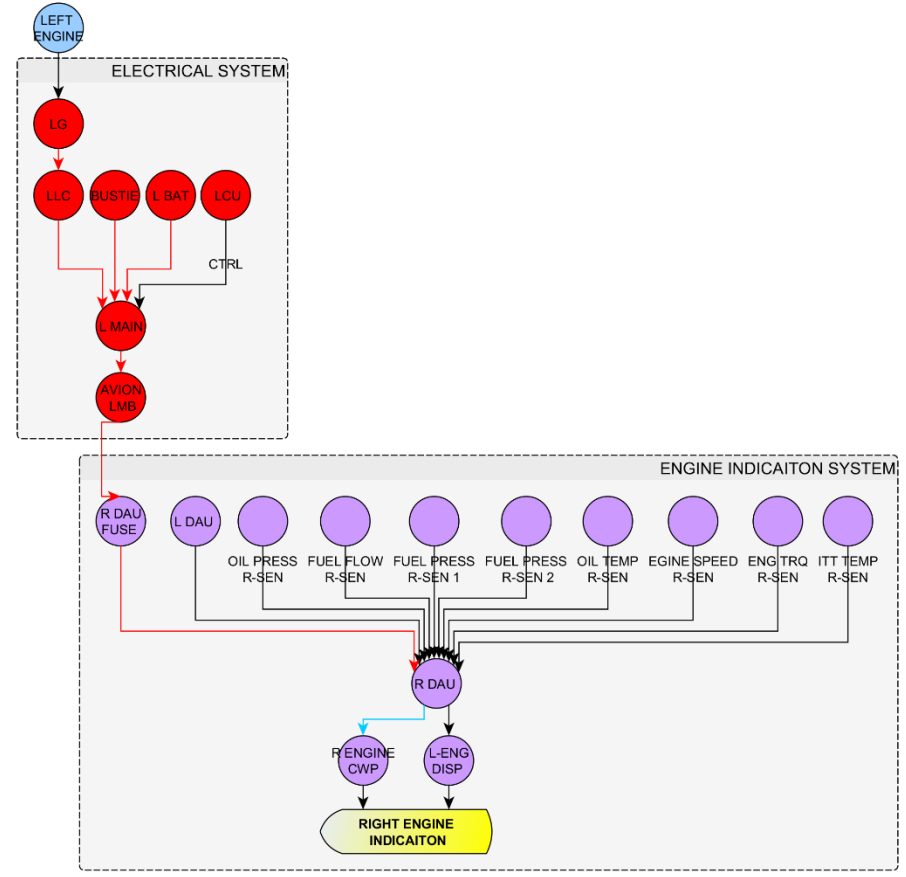 LEFT
ENGINE
ELECTRICAL SYSTEM
LG
LLC
BUSTIE
L BAT
LCU
CTRL
L MAIN
AVION
LMB
ENGINE INDICAITON SYSTEM
R DAU
FUSE
L DAU
OIL PRESS
R-SEN
FUEL FLOW
R-SEN
FUEL PRESS
R-SEN 1
FUEL PRESS
R-SEN 2
OIL TEMP
R-SEN
EGINE SPEED
R-SEN
ENG TRQ
R-SEN
ITT TEMP
R-SEN
R DAU
R ENGINE
CWP
L-ENG
DISP
RIGHT ENGINE
INDICAITON